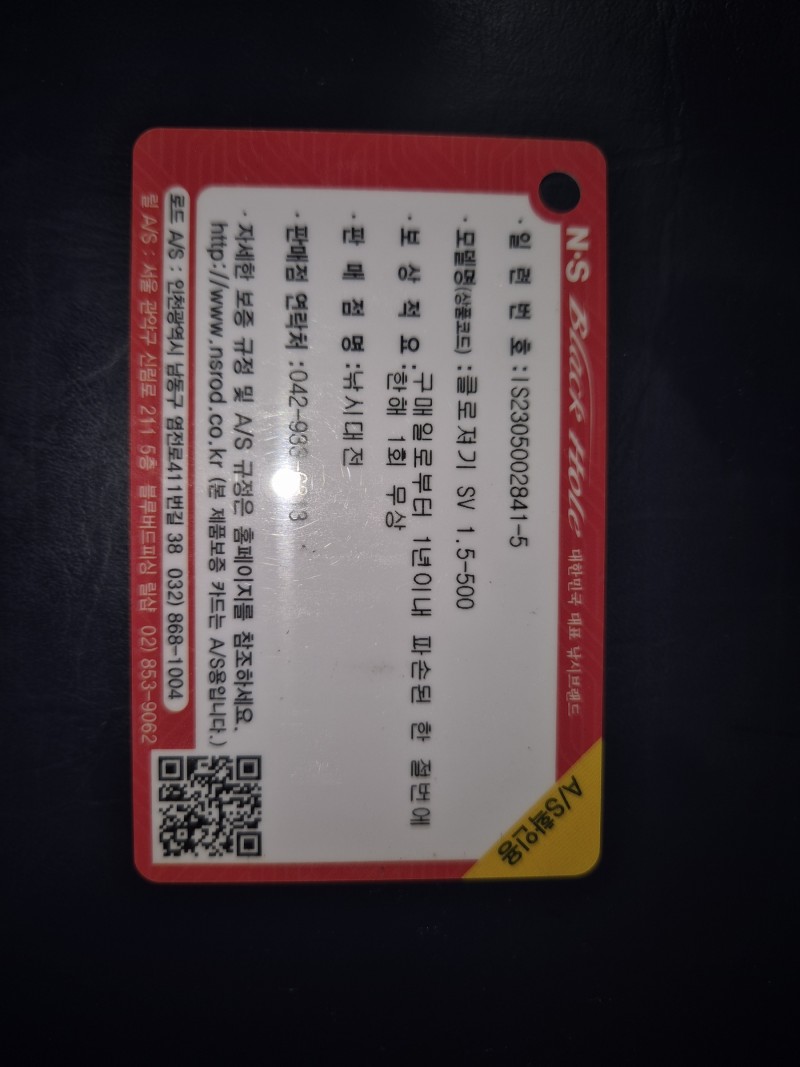 N·S Black Hole 대한민국 대표 낚시브랜드
A/S확인용
· 일 련 번 호 :IS2305002841-5
· 모델명(상품코드) :클로져기 SV 1.5-500
· 보 상 적 요 :구매일로부터 1년이내 파손된 한 절번에
한해 1회 무상
· 판 매 점 명 :낚시대전
· 판매점 연락처 :042-93
· 자세한 보증 규정 및 A/S 규정은 홈페이지를 참조하세요.
http://www.nsrod.co.kr (본 제품보증 카드는 A/S용입니다.)
로드 A/S : 인천광역시 남동구 염전로411번길 38 032) 868-1004
릴 A/S : 서울 관악구 신림로 211 5층 블루버드피싱 릴샵 02) 853-9062